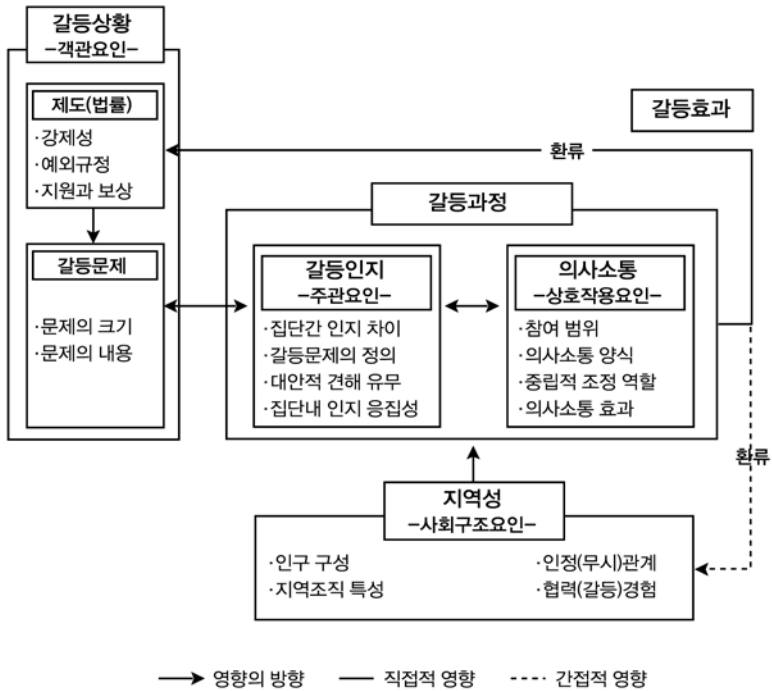 갈등상황
–객관요인–
제도(법률)
·강제성
·예외규정
·지원과 보상
갈등문제
·문제의 크기
·문제의 내용
갈등효과
환류
갈등과정
갈등인지
–주관요인–
·집단간 인지 차이
·갈등문제의 정의
·대안적 견해 유무
·집단내 인지 응집성
의사소통
–상호작용요인–
·참여 범위
·의사소통 양식
·중립적 조정 역할
·의사소통 효과
환류
지역성
–사회구조요인–
·인구 구성
·지역조직 특성
·인정(무시)관계
·협력(갈등)경험
영향의 방향
직접적 영향
간접적 영향